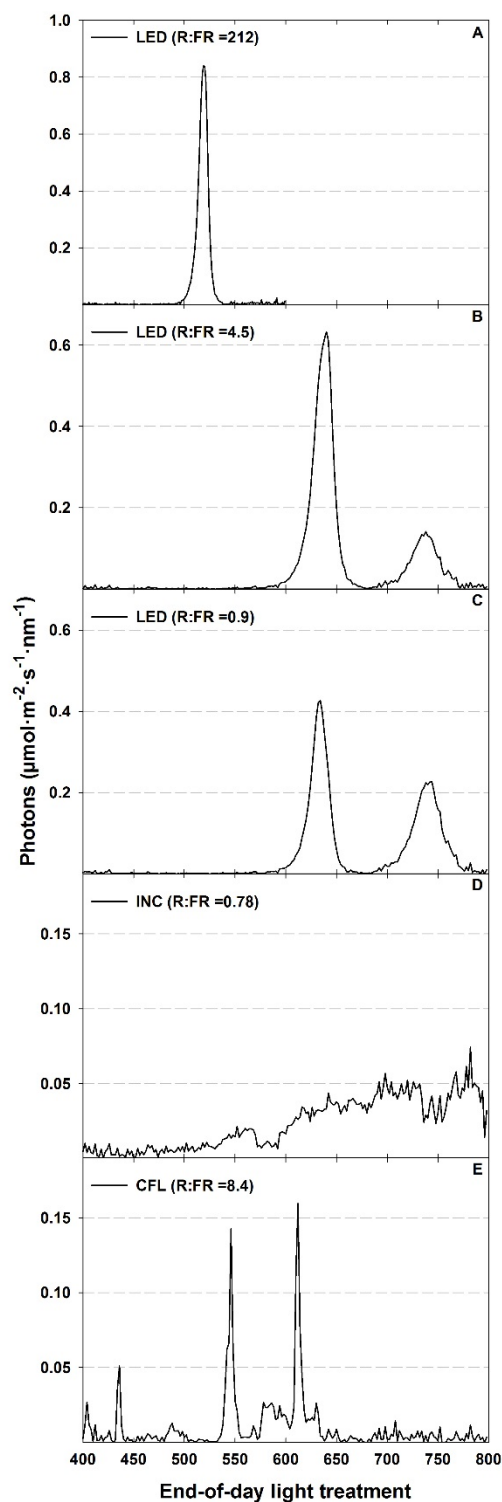 1.0
LED (R:FR =212)
A
0.8
0.6
0.4
0.2
LED (R:FR =4.5)
B
0.6
0.4
0.2
LED (R:FR =0.9)
C
0.6
0.4
0.2
Photons (µmol·m⁻²·s⁻¹·nm⁻¹)
INC (R:FR =0.78)
D
0.15
0.10
0.05
CFL (R:FR =8.4)
E
0.15
0.10
0.05
400 450 500 550 600 650 700 750 800
End-of-day light treatment